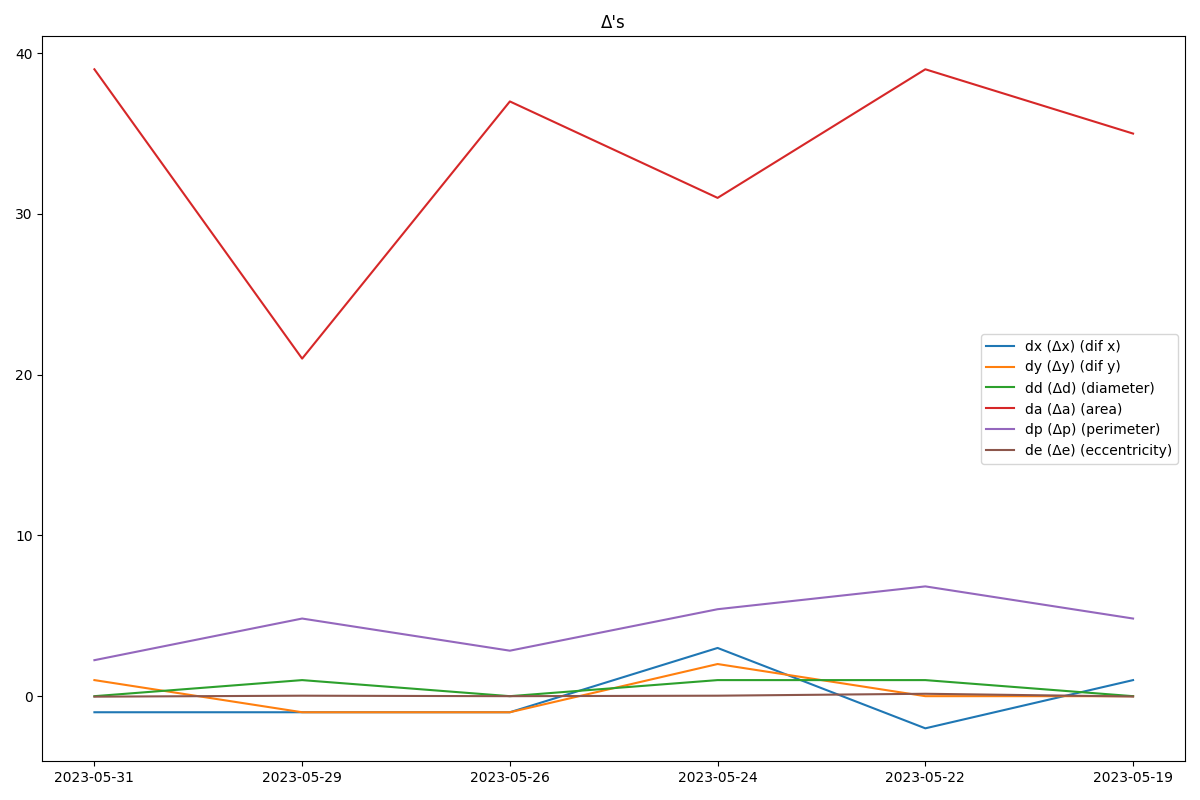 Δ's
40
30
20
10
0
dx (Δx) (dif x)
dy (Δy) (dif y)
dd (Δd) (diameter)
da (Δa) (area)
dp (Δp) (perimeter)
de (Δe) (eccentricity)
2023-05-31 2023-05-29 2023-05-26 2023-05-24 2023-05-22 2023-05-19